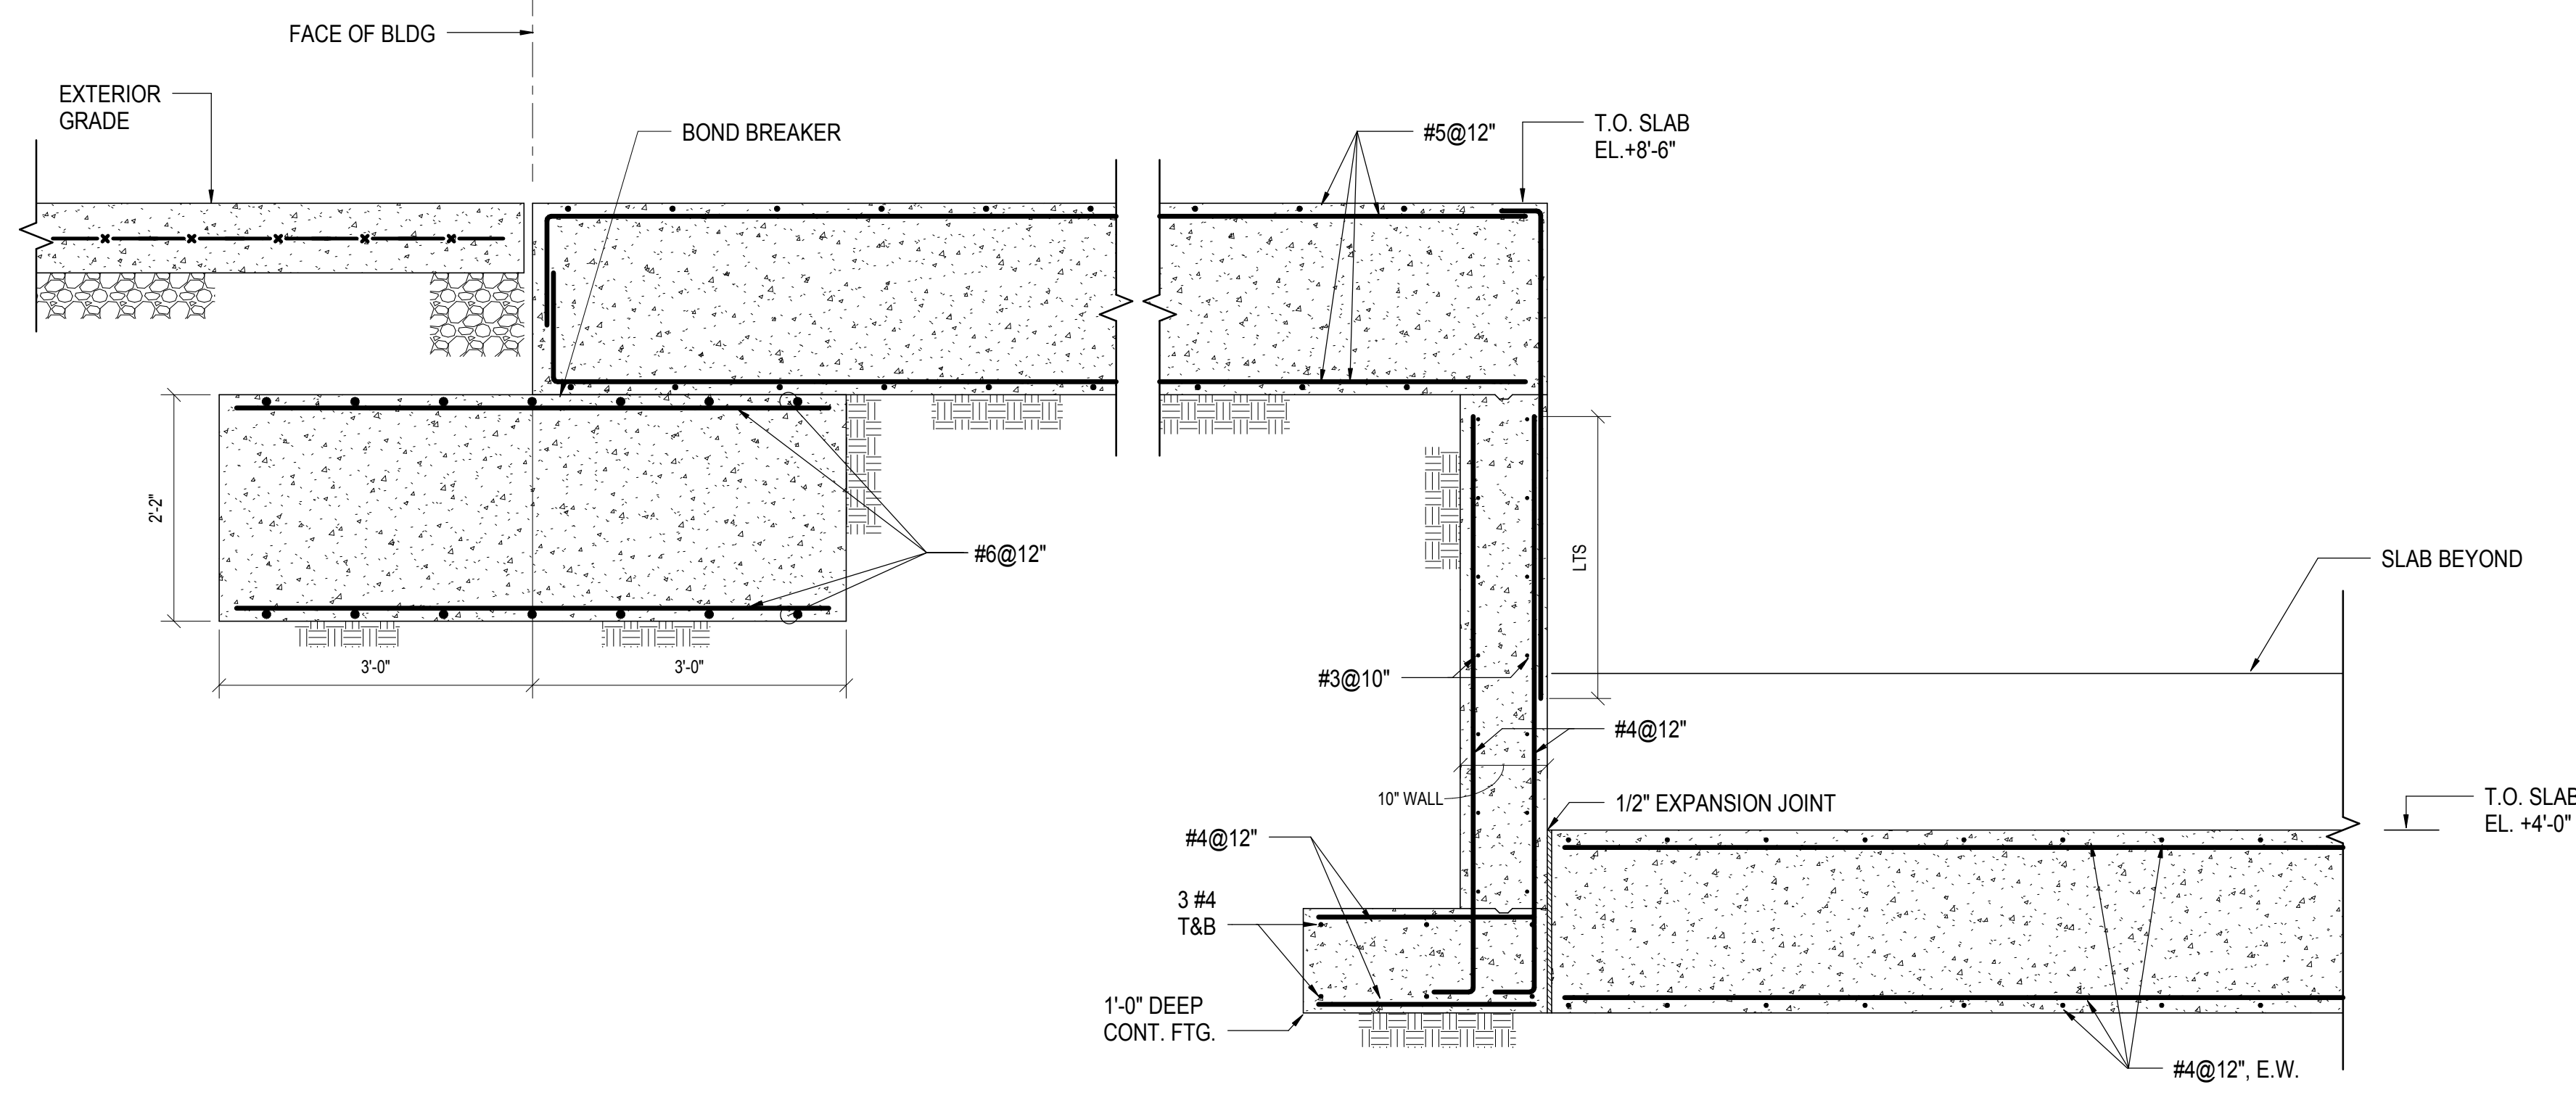 FACE OF BLDG
EXTERIOR
GRADE
BOND BREAKER
#5@12"
T.O. SLAB
EL.+8'-6"
2'-2"
#6@12"
3'-0"
3'-0"
LTS
SLAB BEYOND
#3@10"
#4@12"
10" WALL
1/2" EXPANSION JOINT
T.O. SLAB
EL. +4'-0"
#4@12"
3 #4
T&B
1'-0" DEEP
CONT. FTG.
#4@12", E.W.